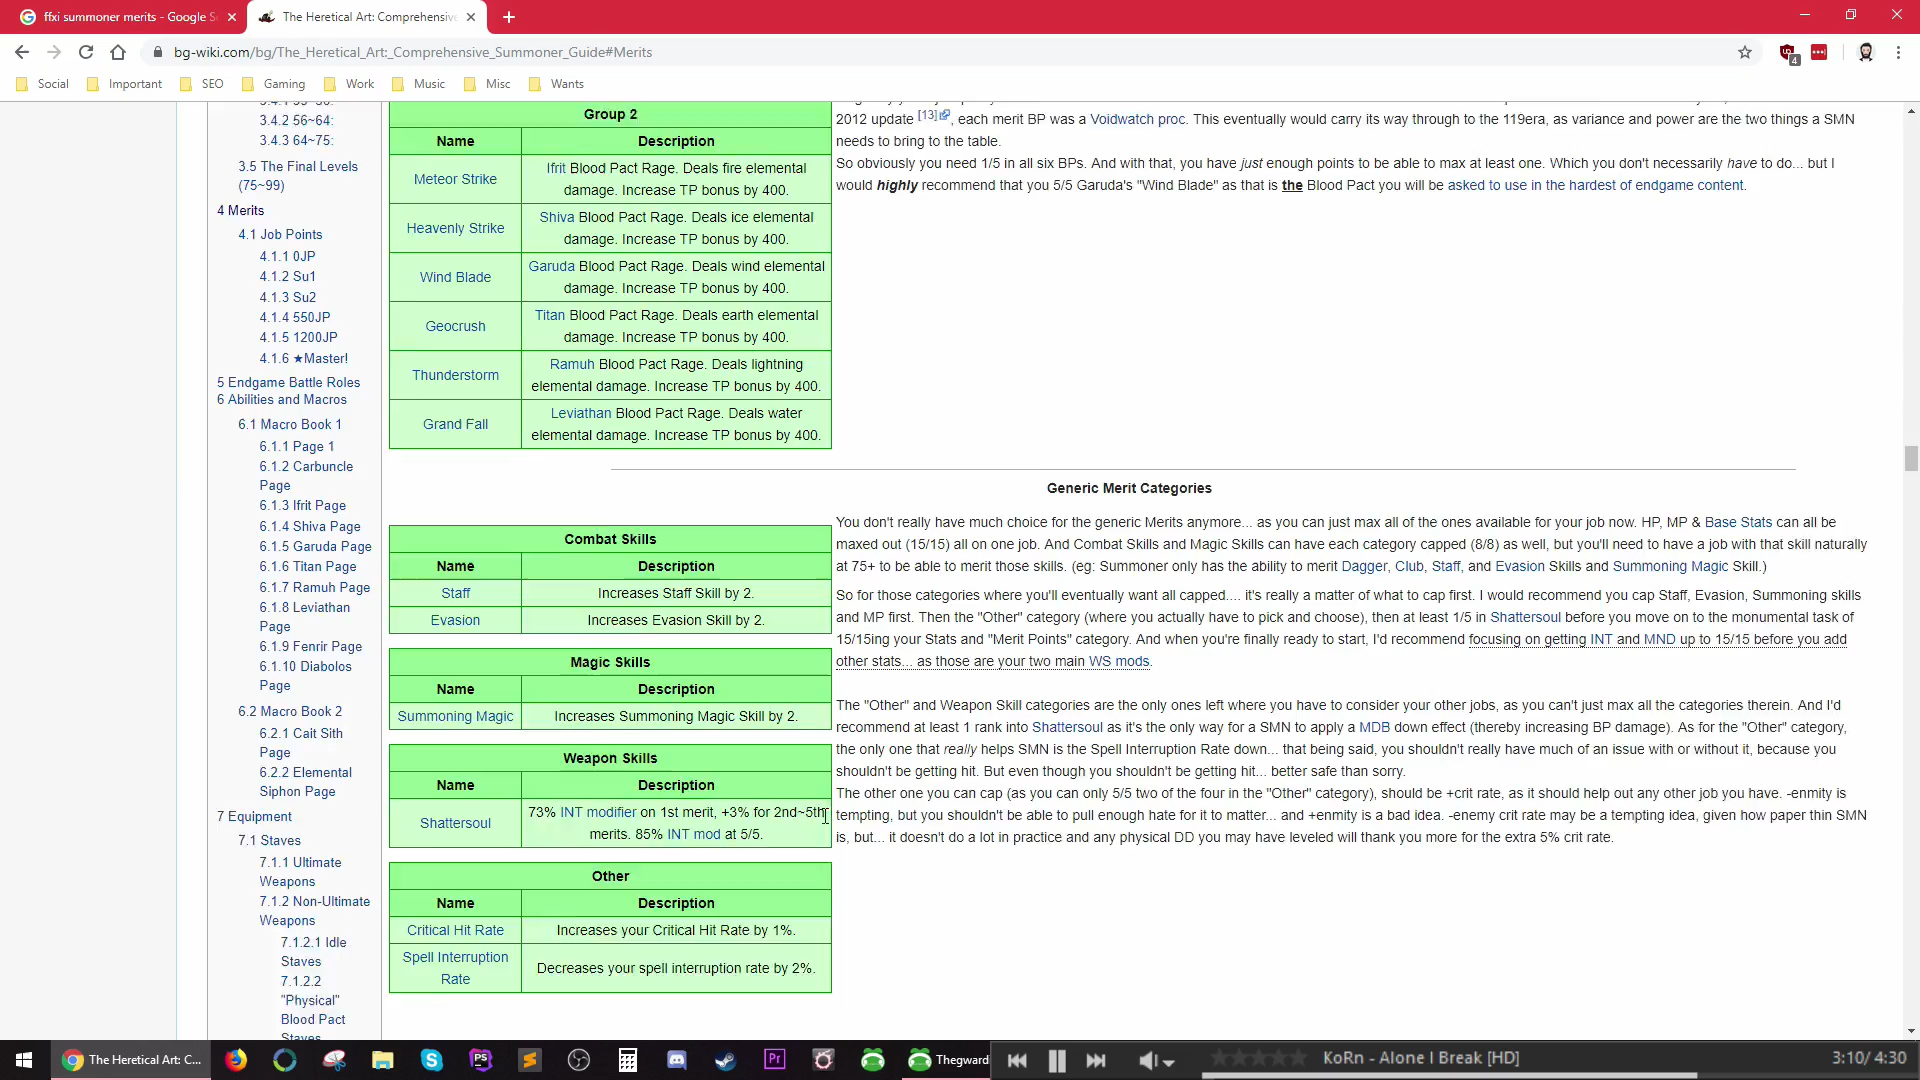 ffxi summoner merits - Google S
The Heretical Art: Comprehensive
bg-wiki.com/bg/The_Heretical_Art:_Comprehensive_Summoner_Guide#Merits
4
Social
Important
SEO
Gaming
Work
Music
Misc
Wants
3.4.2 56~64:
3.4.3 64~75:
3.5 The Final Levels
(75~99)
4 Merits
4.1 Job Points
4.1.1 0JP
4.1.2 Su1
4.1.3 Su2
4.1.4 550JP
4.1.5 1200JP
4.1.6 ★Master!
5 Endgame Battle Roles
6 Abilities and Macros
6.1 Macro Book 1
6.1.1 Page 1
6.1.2 Carbuncle
Page
6.1.3 Ifrit Page
6.1.4 Shiva Page
6.1.5 Garuda Page
6.1.6 Titan Page
6.1.7 Ramuh Page
6.1.8 Leviathan
Page
6.1.9 Fenrir Page
6.1.10 Diabolos
Page
6.2 Macro Book 2
6.2.1 Cait Sith
Page
6.2.2 Elemental
Siphon Page
7 Equipment
7.1 Staves
7.1.1 Ultimate
Weapons
7.1.2 Non-Ultimate
Weapons
7.1.2.1 Idle
Staves
7.1.2.2
"Physical"
Blood Pact
Staves
Group 2
Name Description
Meteor Strike
Ifrit Blood Pact Rage. Deals fire elemental
damage. Increase TP bonus by 400.
Heavenly Strike
Shiva Blood Pact Rage. Deals ice elemental
damage. Increase TP bonus by 400.
Wind Blade
Garuda Blood Pact Rage. Deals wind elemental
damage. Increase TP bonus by 400.
Geocrush
Titan Blood Pact Rage. Deals earth elemental
damage. Increase TP bonus by 400.
Thunderstorm
Ramuh Blood Pact Rage. Deals lightning
elemental damage. Increase TP bonus by 400.
Grand Fall
Leviathan Blood Pact Rage. Deals water
elemental damage. Increase TP bonus by 400.
2012 update [13], each merit BP was a Voidwatch proc. This eventually would carry its way through to the 119era, as variance and power are the two things a SMN
needs to bring to the table.
So obviously you need 1/5 in all six BPs. And with that, you have just enough points to be able to max at least one. Which you don't necessarily have to do... but I
would highly recommend that you 5/5 Garuda's "Wind Blade" as that is the Blood Pact you will be asked to use in the hardest of endgame content.
Generic Merit Categories
Combat Skills
Name Description
Staff Increases Staff Skill by 2.
Evasion Increases Evasion Skill by 2.
Magic Skills
Name Description
Summoning Magic Increases Summoning Magic Skill by 2.
Weapon Skills
Name Description
Shattersoul
73% INT modifier on 1st merit, +3% for 2nd~5th
merits. 85% INT mod at 5/5.
Other
Name Description
Critical Hit Rate Increases your Critical Hit Rate by 1%.
Spell Interruption
Rate
Decreases your spell interruption rate by 2%.
You don't really have much choice for the generic Merits anymore... as you can just max all of the ones available for your job now. HP, MP & Base Stats can all be
maxed out (15/15) all on one job. And Combat Skills and Magic Skills can have each category capped (8/8) as well, but you'll need to have a job with that skill naturally
at 75+ to be able to merit those skills. (eg: Summoner only has the ability to merit Dagger, Club, Staff, and Evasion Skills and Summoning Magic Skill.)
So for those categories where you'll eventually want all capped.... it's really a matter of what to cap first. I would recommend you cap Staff, Evasion, Summoning skills
and MP first. Then the "Other" category (where you actually have to pick and choose), then at least 1/5 in Shattersoul before you move on to the monumental task of
15/15ing your Stats and "Merit Points" category. And when you're finally ready to start, I'd recommend focusing on getting INT and MND up to 15/15 before you add
other stats... as those are your two main WS mods.
The "Other" and Weapon Skill categories are the only ones left where you have to consider your other jobs, as you can't just max all the categories therein. And I'd
recommend at least 1 rank into Shattersoul as it's the only way for a SMN to apply a MDB down effect (thereby increasing BP damage). As for the "Other" category,
the only one that really helps SMN is the Spell Interruption Rate down... that being said, you shouldn't really have much of an issue with or without it, because you
shouldn't be getting hit. But even though you shouldn't be getting hit... better safe than sorry.
The other one you can cap (as you can only 5/5 two of the four in the "Other" category), should be +crit rate, as it should help out any other job you have. -enmity is
tempting, but you shouldn't be able to pull enough hate for it to matter... and +enmity is a bad idea. -enemy crit rate may be a tempting idea, given how paper thin SMN
is, but... it doesn't do a lot in practice and any physical DD you may have leveled will thank you more for the extra 5% crit rate.
The Heretical Art: C...
PS
Pr
Thegward
KoRn - Alone I Break [HD]
3:10/ 4:30